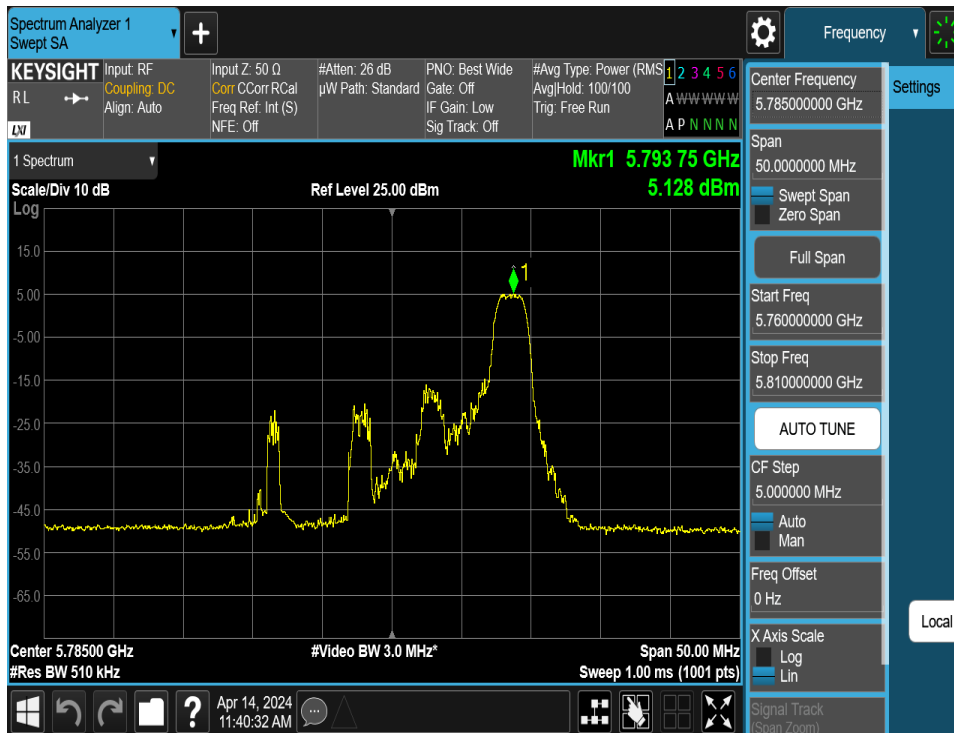 Spectrum Analyzer 1
Swept SA
+
Frequency
KEYSIGHT
RL
LXI
Input: RF
Coupling: DC
Align: Auto
Input Z: 50 Ω
Corr CCorr RCal
Freq Ref: Int (S)
NFE: Off
#Atten: 26 dB
µW Path: Standard
PNO: Best Wide
Gate: Off
IF Gain: Low
Sig Track: Off
#Avg Type: Power (RMS
Avg|Hold: 100/100
Trig: Free Run
1 2 3 4 5 6
A W W W W W
A P N N N N
1 Spectrum
Scale/Div 10 dB
Log
Ref Level 25.00 dBm
Mkr1 5.793 75 GHz
5.128 dBm
1
15.0
5.00
-5.00
-15.0
-25.0
-35.0
-45.0
-55.0
-65.0
Center 5.78500 GHz
#Res BW 510 kHz
#Video BW 3.0 MHz*
Span 50.00 MHz
Sweep 1.00 ms (1001 pts)
?
Apr 14, 2024
11:40:32 AM
Center Frequency
5.785000000 GHz
Span
50.0000000 MHz
Swept Span
Zero Span
Full Span
Start Freq
5.760000000 GHz
Stop Freq
5.810000000 GHz
AUTO TUNE
CF Step
5.000000 MHz
Auto
Man
Freq Offset
0 Hz
X Axis Scale
Log
Lin
Signal Track
(Span Zoom)
Settings
Local